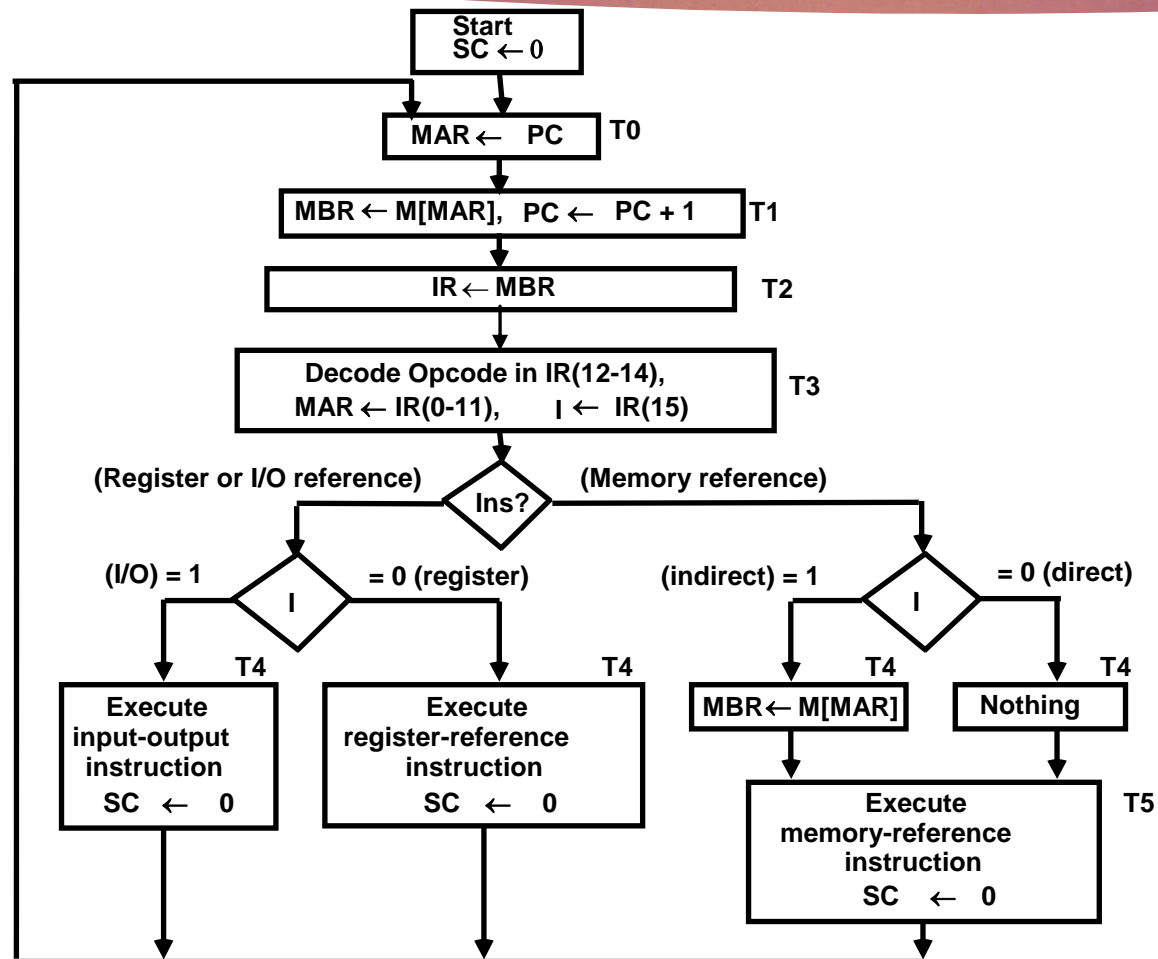 Start
SC ← 0
MAR ← PC
T0
MBR ← M[MAR], PC ← PC + 1
T1
IR ← MBR
T2
Decode Opcode in IR(12-14),
MAR ← IR(0-11), I ← IR(15)
T3
(Register or I/O reference)
Ins?
(Memory reference)
(I/O) = 1
I
= 0 (register)
(indirect) = 1
I
= 0 (direct)
T4
Execute
input-output
instruction
SC ← 0
T4
Execute
register-reference
instruction
SC ← 0
T4
MBR ← M[MAR]
T4
Nothing
Execute
memory-reference
instruction
SC ← 0
T5